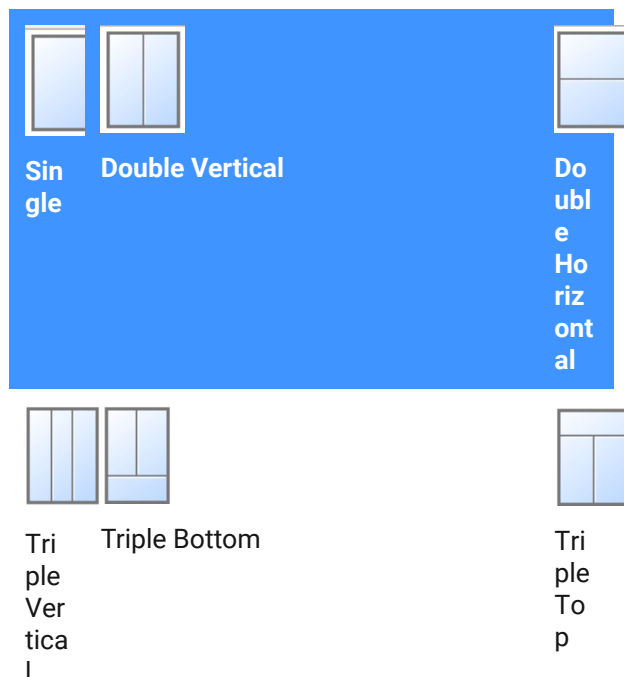 Sin
gle
Double Vertical
Do
ubl
e
Ho
riz
ont
al
Tri
ple
Ver
tica
l
Triple Bottom
Tri
ple
To
p